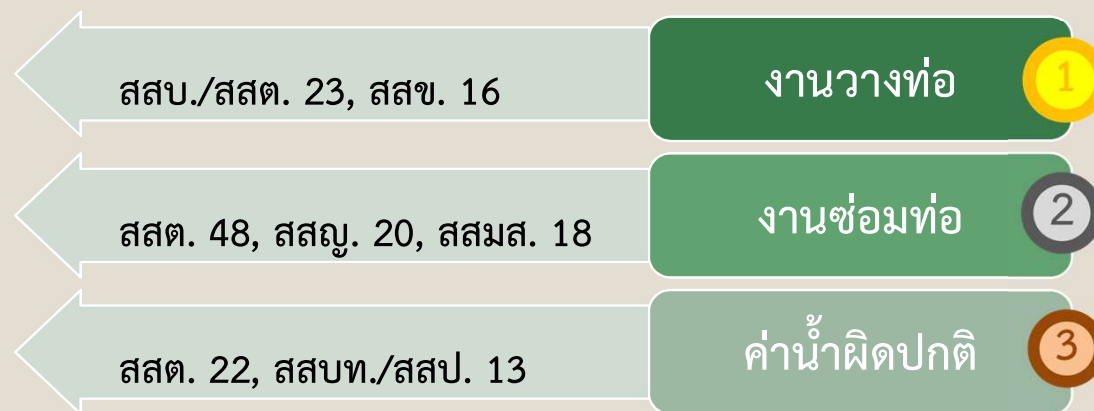 สสบ./สสต. 23, สสข. 16
งานวางท่อ
1
สสต. 48, สสญ. 20, สสมส. 18
งานซ่อมท่อ
2
สสต. 22, สสบท./สสป. 13
ค่าน้ำผิดปกติ
3